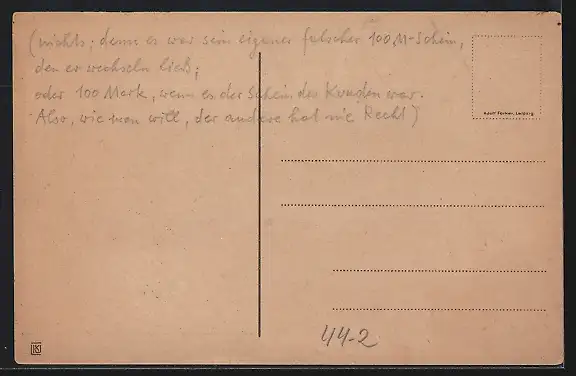 (nichts; denn es war sein eigener falscher 100 M-Schein,
den er wechseln ließ;
oder 100 Mark, wenn es der Schein des Kunden war.
Also, wie man will, der andere hat nie Recht)
44-2